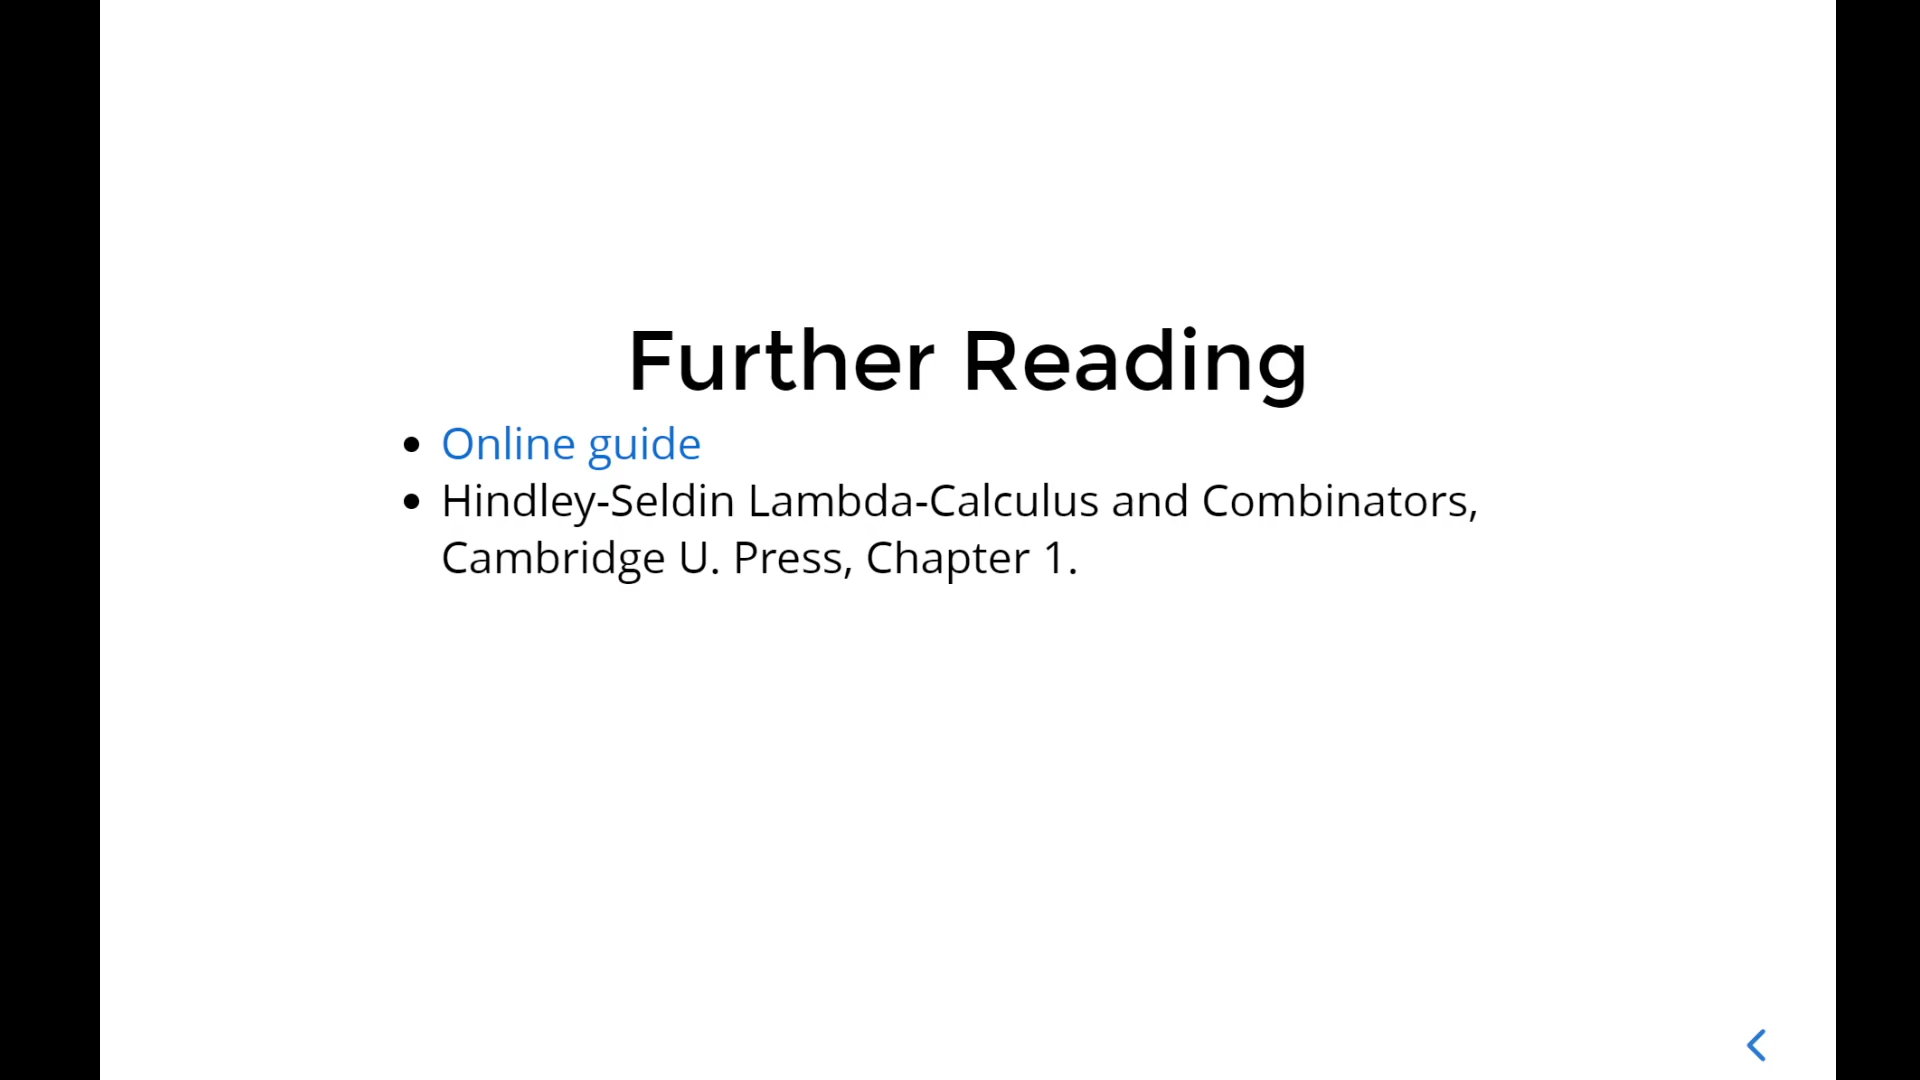 Further Reading
• Online guide
• Hindley-Seldin Lambda-Calculus and Combinators,
Cambridge U. Press, Chapter 1.